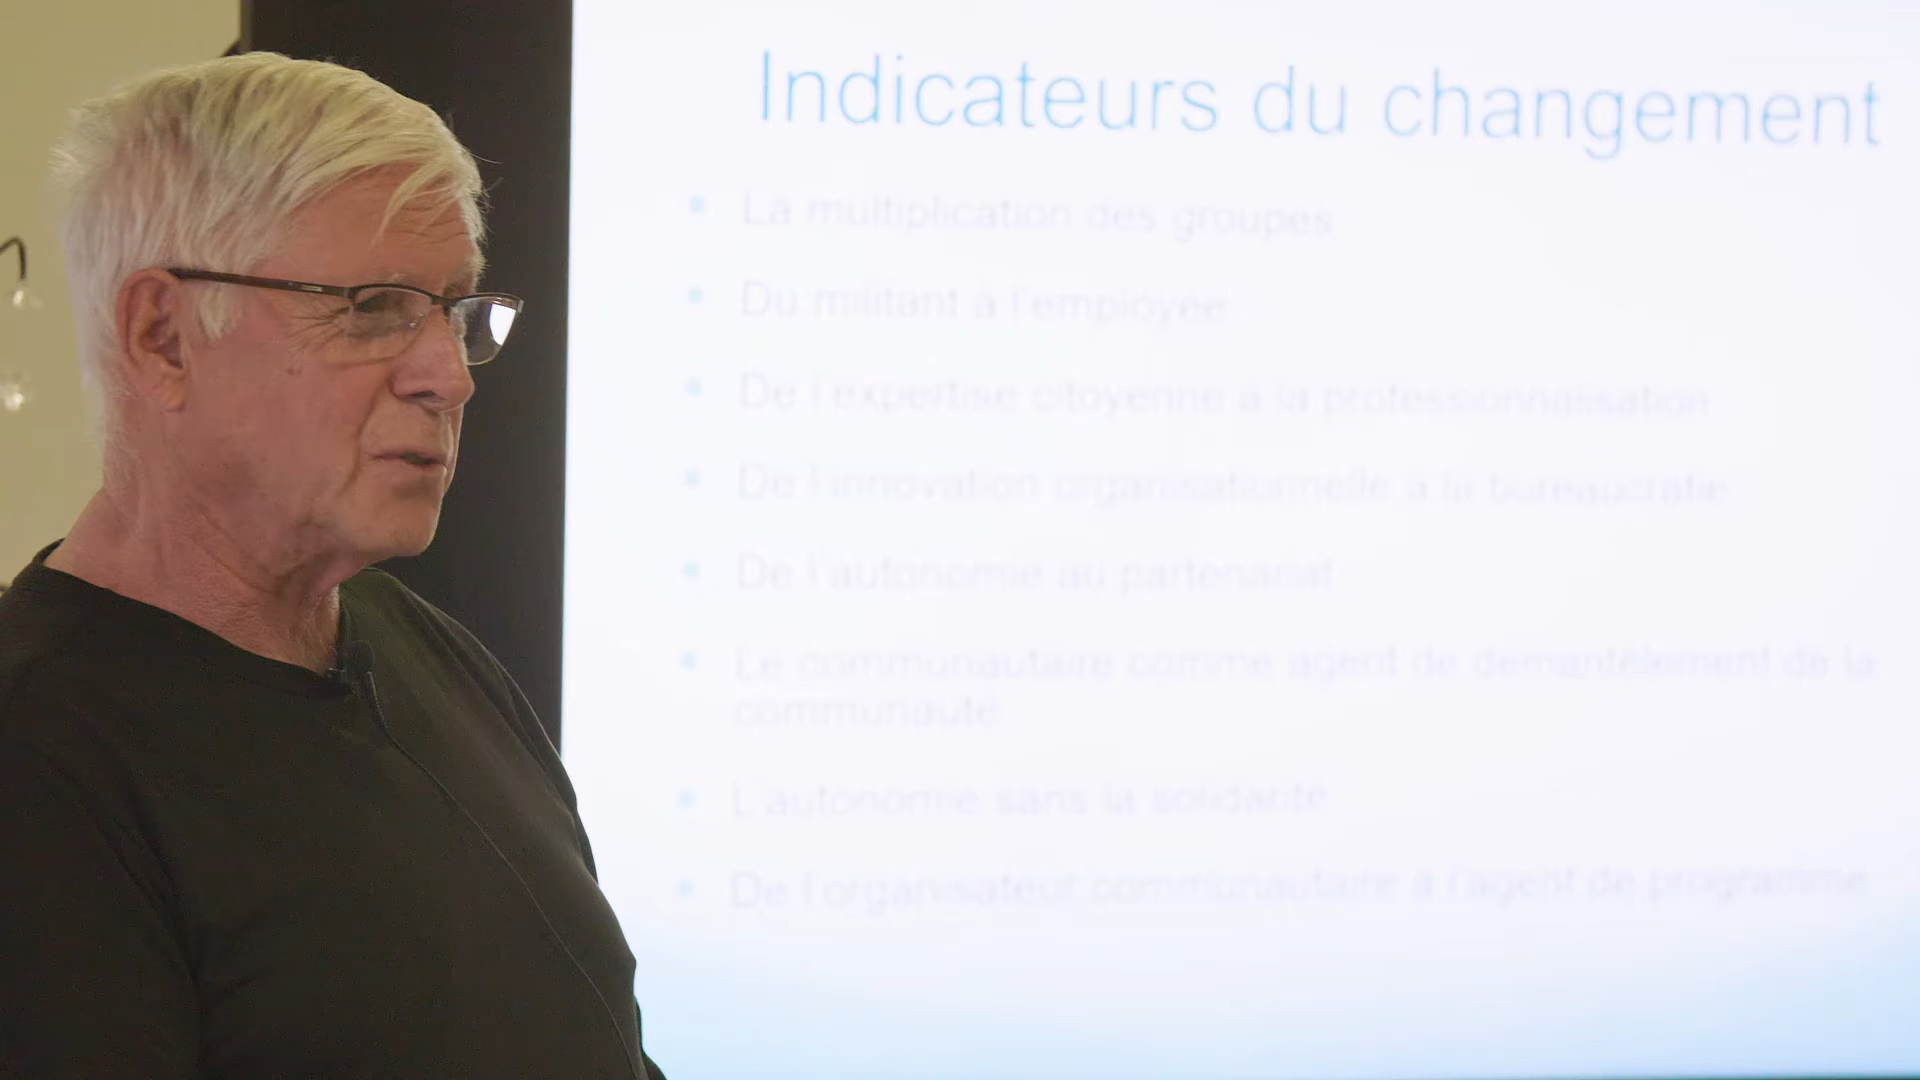 Indicateurs du changement
La multiplication des groupes
Du militant à l'employée
De l'expertise citoyenne à la professionnalisation
De l'innovation organisationnelle à la bureaucratie
De l'autonomie au partenariat
Le communautaire comme agent de démantèlement de la
communauté
L'autonomie sans la solidarité
De l'organisateur communautaire à l'agent de programme